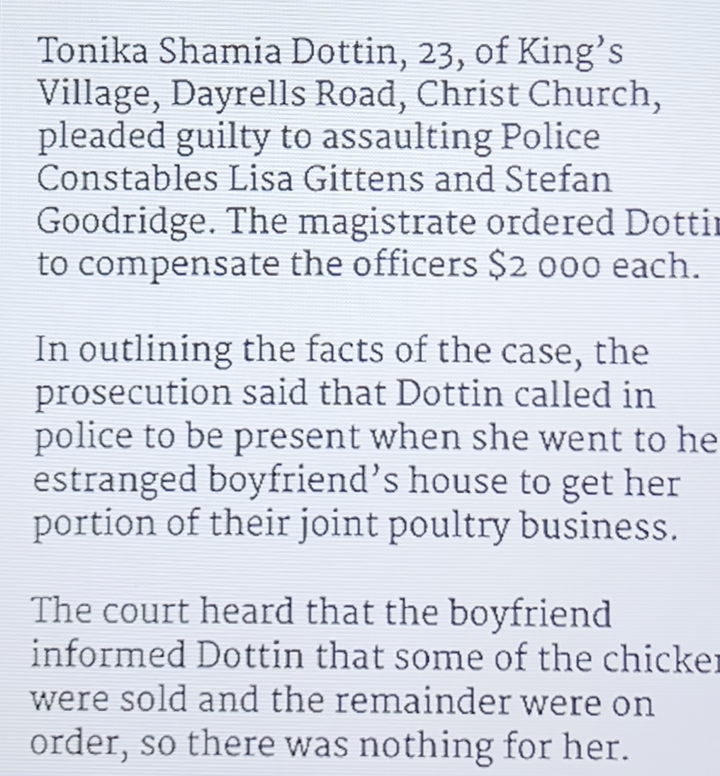 Tonika Shamia Dottin, 23, of King’s
Village, Dayrells Road, Christ Church,
pleaded guilty to assaulting Police
Constables Lisa Gittens and Stefan
Goodridge. The magistrate ordered Dottin
to compensate the officers $2 000 each.
In outlining the facts of the case, the
prosecution said that Dottin called in
police to be present when she went to he
estranged boyfriend’s house to get her
portion of their joint poultry business.
The court heard that the boyfriend
informed Dottin that some of the chicken
were sold and the remainder were on
order, so there was nothing for her.